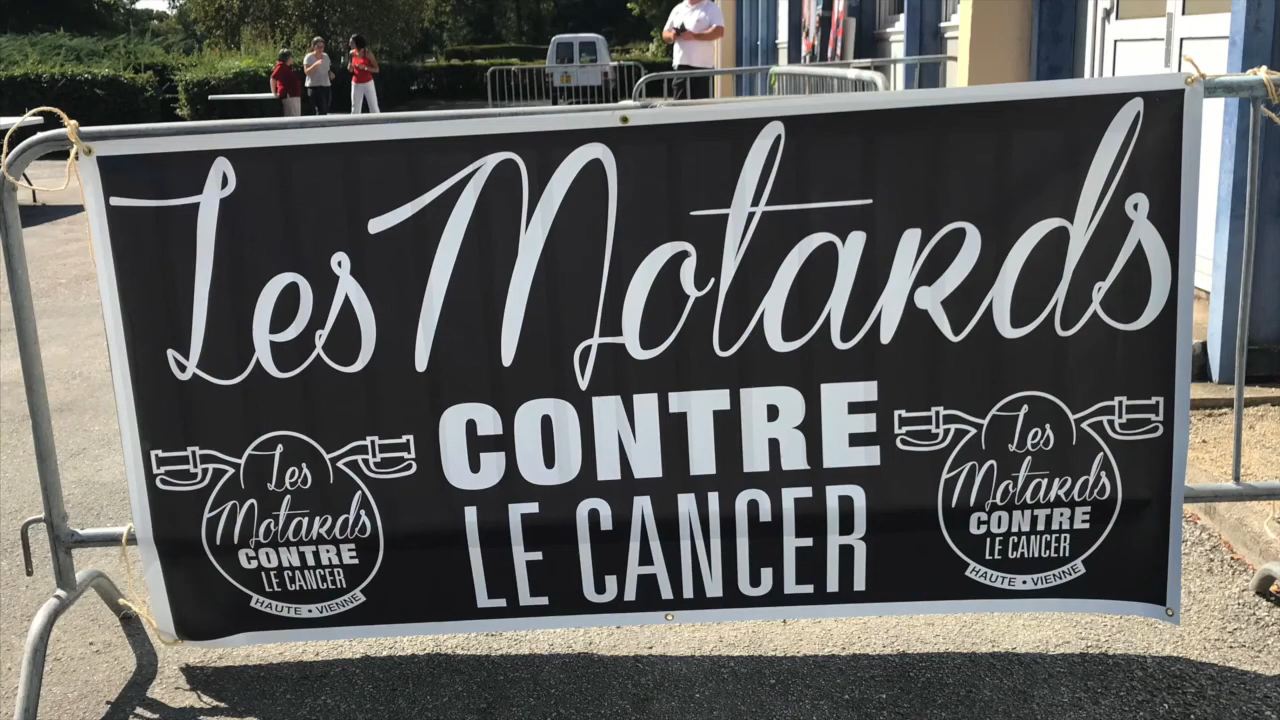 Les Motards
CONTRE
LE CANCER
Les
Motards
CONTRE
LE CANCER
HAUTE • VIENNE
Les
Motards
CONTRE
LE CANCER
HAUTE • VIENNE